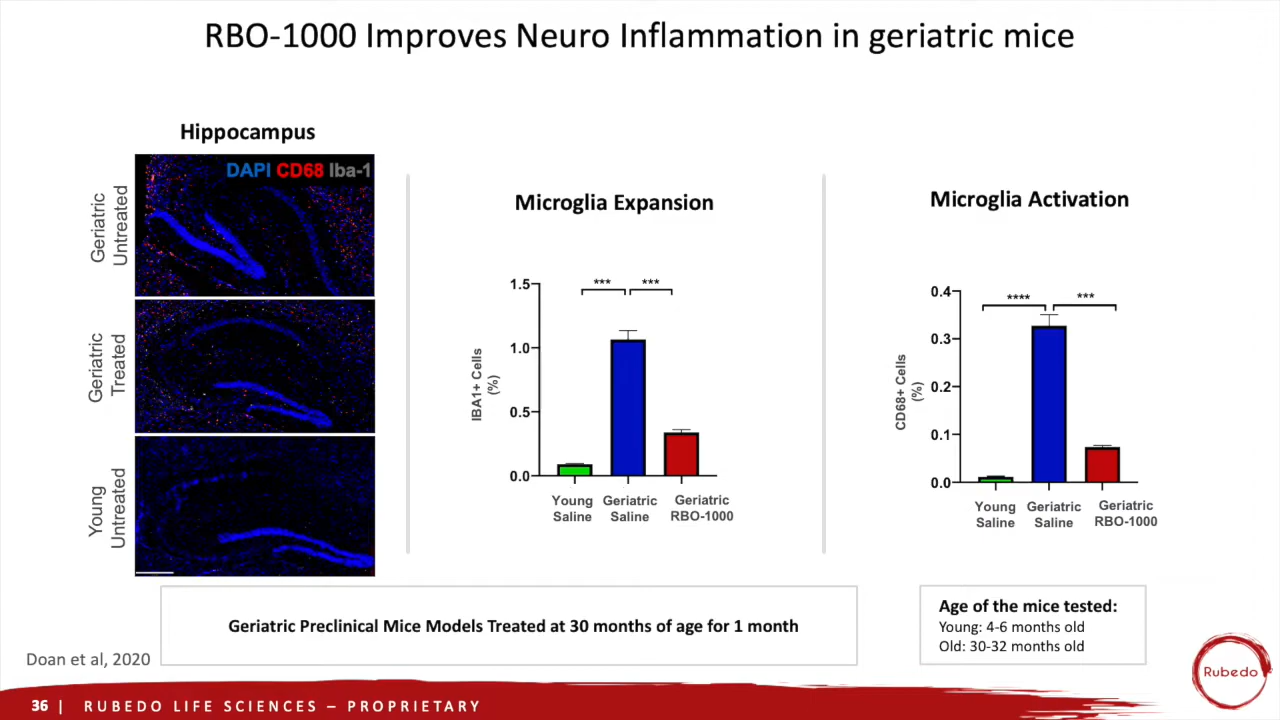 RBO-1000 Improves Neuro Inflammation in geriatric mice
Hippocampus
DAPI CD68 Iba-1
Geriatric
Untreated
Geriatric
Treated
Young
Untreated
Microglia Expansion
*** ***
1.5
1.0
0.5
0.0
IBA1+ Cells
(%)
Young Geriatric Geriatric
Saline Saline RBO-1000
Microglia Activation
**** ***
0.4
0.3
0.2
0.1
0.0
CD68+ Cells
(%)
Young Geriatric Geriatric
Saline Saline RBO-1000
Geriatric Preclinical Mice Models Treated at 30 months of age for 1 month
Age of the mice tested:
Young: 4-6 months old
Old: 30-32 months old
Doan et al, 2020
Rubedo
36 | RUBEDO LIFE SCIENCES – PROPRIETARY